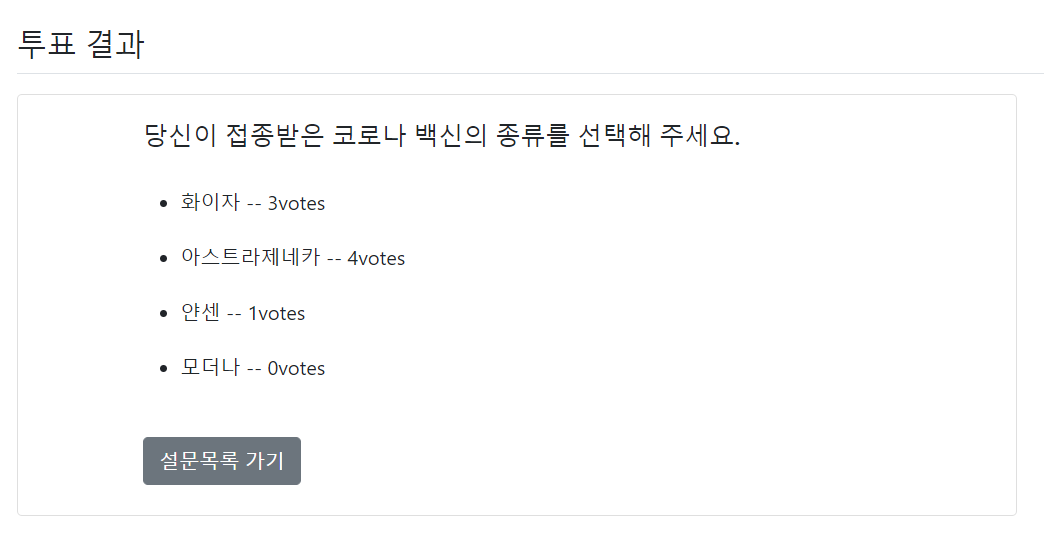 투표 결과
당신이 접종받은 코로나 백신의 종류를 선택해 주세요.
화이자 -- 3votes
아스트라제네카 -- 4votes
얀센 -- 1votes
모더나 -- 0votes
설문목록 가기